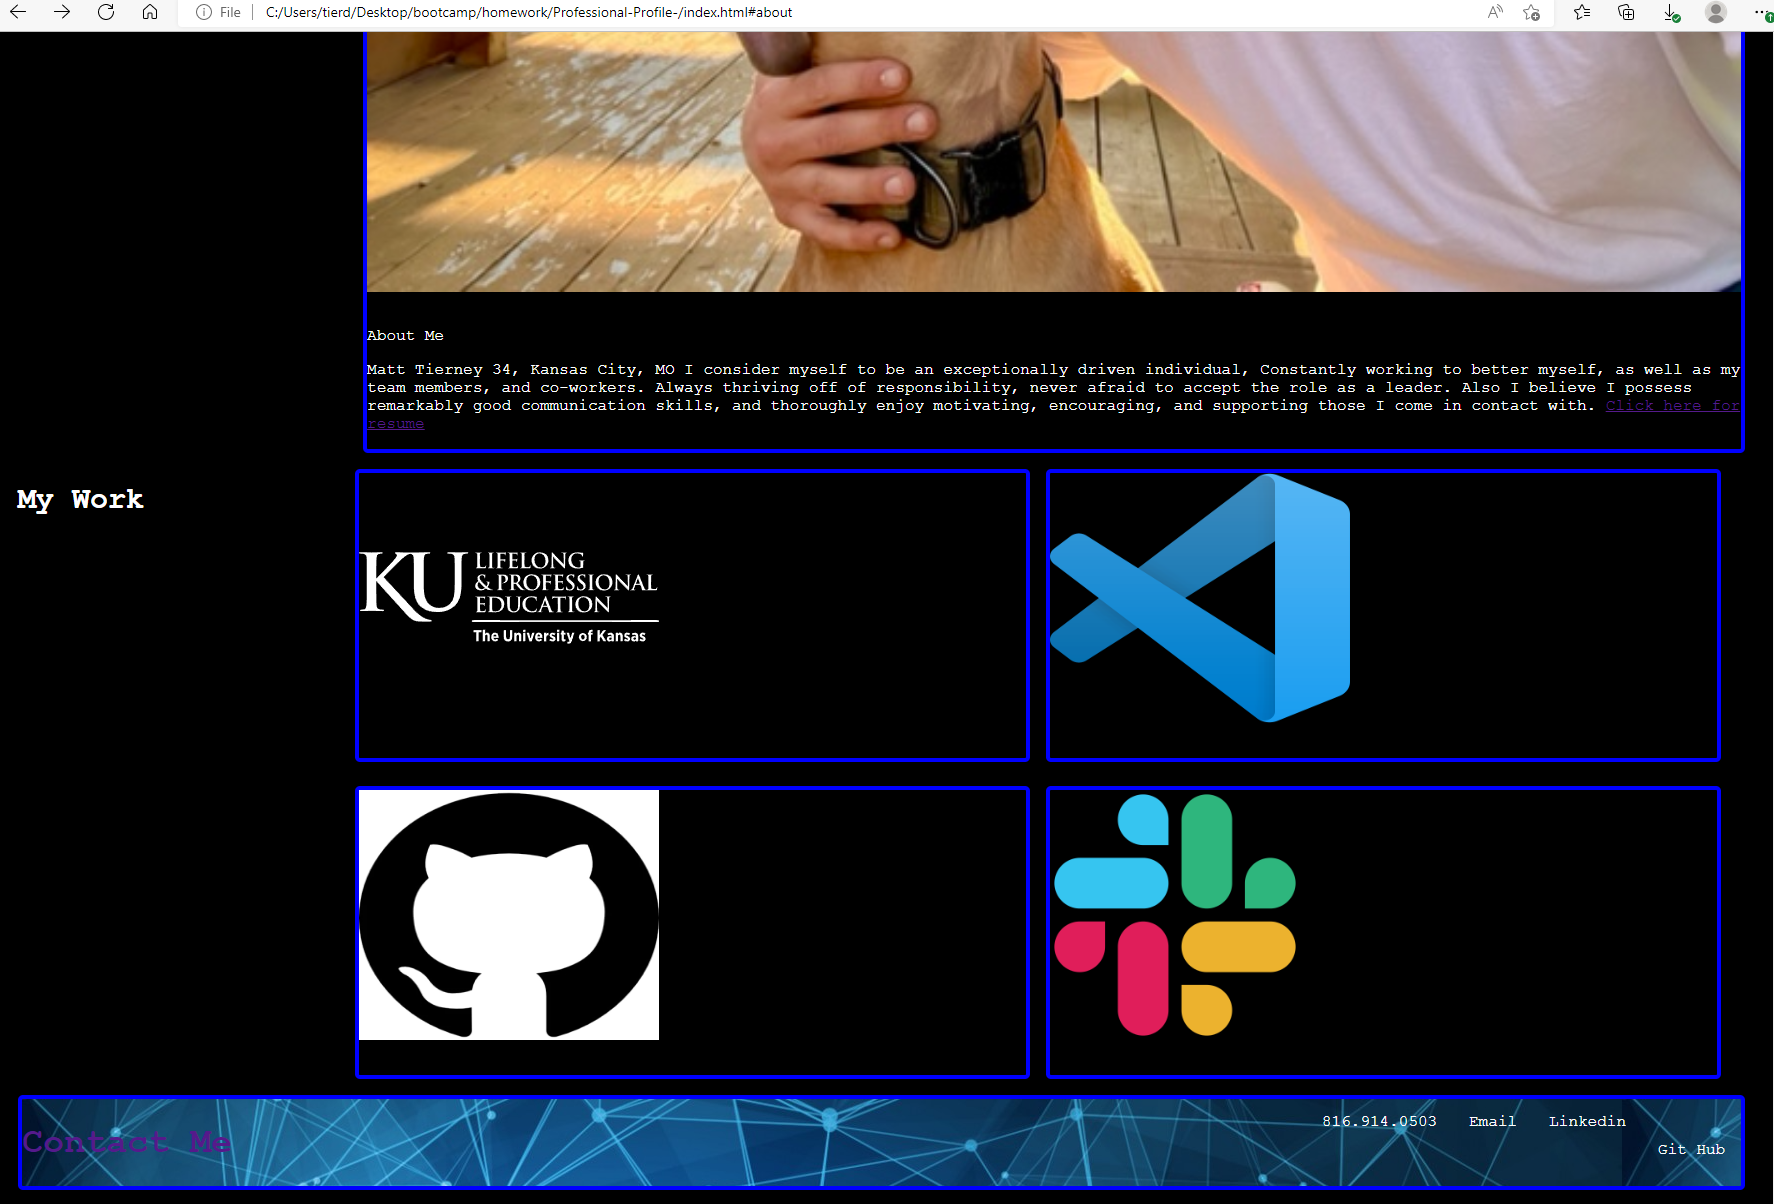 File
C:/Users/tierd/Desktop/bootcamp/homework/Professional-Profile-/index.html#about
About Me
Matt Tierney 34, Kansas City, MO I consider myself to be an exceptionally driven individual, Constantly working to better myself, as well as my
team members, and co-workers. Always thriving off of responsibility, never afraid to accept the role as a leader. Also I believe I possess
remarkably good communication skills, and thoroughly enjoy motivating, encouraging, and supporting those I come in contact with. Click here for
resume
My Work
KU LIFELONG
& PROFESSIONAL
EDUCATION
The University of Kansas
Contact Me
816.914.0503 Email Linkedin
Git Hub